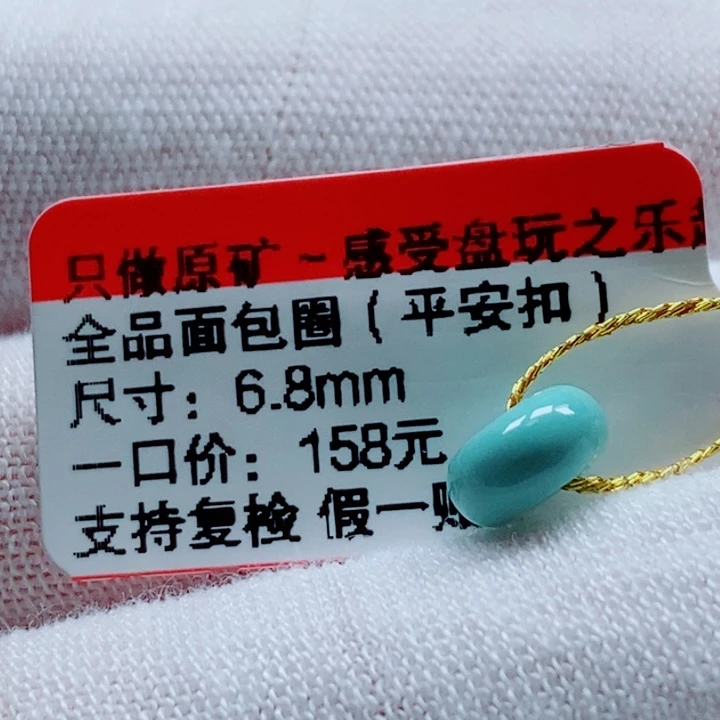 只做原矿～感受盘玩之乐
全品面包圈（平安扣）
尺寸：6.8mm
一口价：158元
支持复检 假一